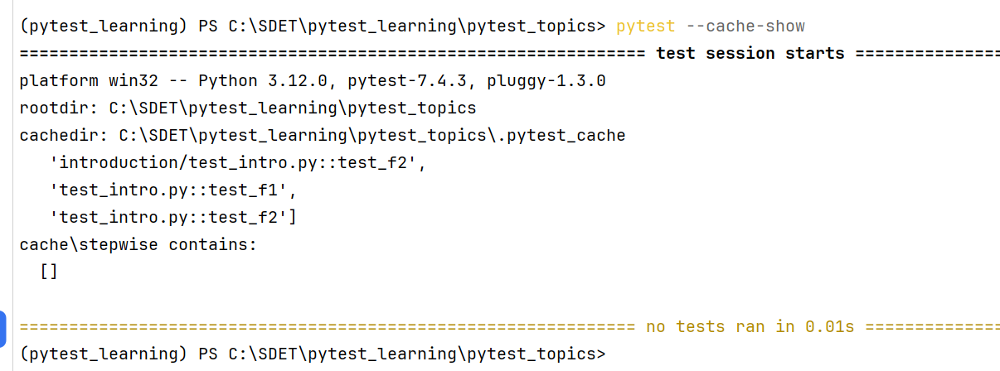 (pytest_learning) PS C:\SDET\pytest_learning\pytest_topics> pytest --cache-show
=============================================================== test session starts ===============
platform win32 -- Python 3.12.0, pytest-7.4.3, pluggy-1.3.0
rootdir: C:\SDET\pytest_learning\pytest_topics
cachedir: C:\SDET\pytest_learning\pytest_topics\.pytest_cache
   'introduction/test_intro.py::test_f2',
   'test_intro.py::test_f1',
   'test_intro.py::test_f2']
cache\stepwise contains:
  []
============================================================== no tests ran in 0.01s ==============
(pytest_learning) PS C:\SDET\pytest_learning\pytest_topics>